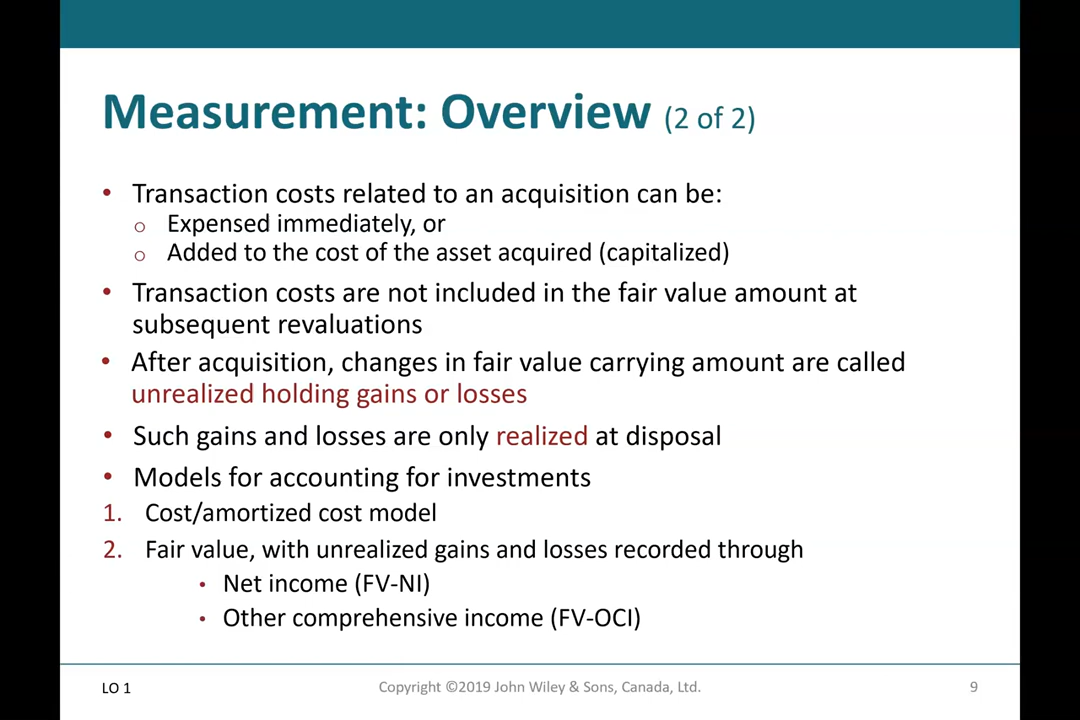 Measurement: Overview (2 of 2)
• Transaction costs related to an acquisition can be:
o Expensed immediately, or
o Added to the cost of the asset acquired (capitalized)
• Transaction costs are not included in the fair value amount at
subsequent revaluations
• After acquisition, changes in fair value carrying amount are called
unrealized holding gains or losses
• Such gains and losses are only realized at disposal
• Models for accounting for investments
1. Cost/amortized cost model
2. Fair value, with unrealized gains and losses recorded through
• Net income (FV-NI)
• Other comprehensive income (FV-OCI)
LO 1
Copyright ©2019 John Wiley & Sons, Canada, Ltd.
9